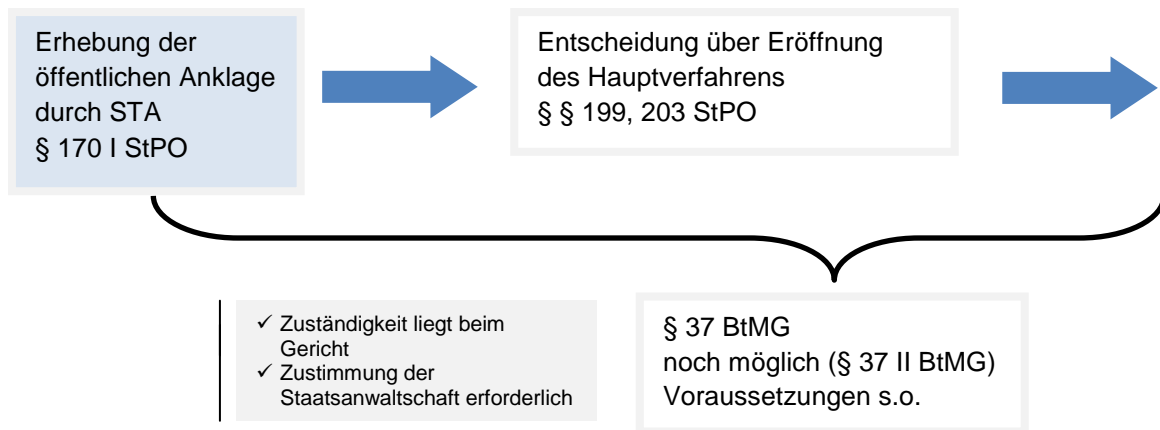 Erhebung der
öffentlichen Anklage
durch STA
§ 170 I StPO
Entscheidung über Eröffnung
des Hauptverfahrens
§ § 199, 203 StPO
✓ Zuständigkeit liegt beim
Gericht
✓ Zustimmung der
Staatsanwaltschaft erforderlich
§ 37 BtMG
noch möglich (§ 37 II BtMG)
Voraussetzungen s.o.